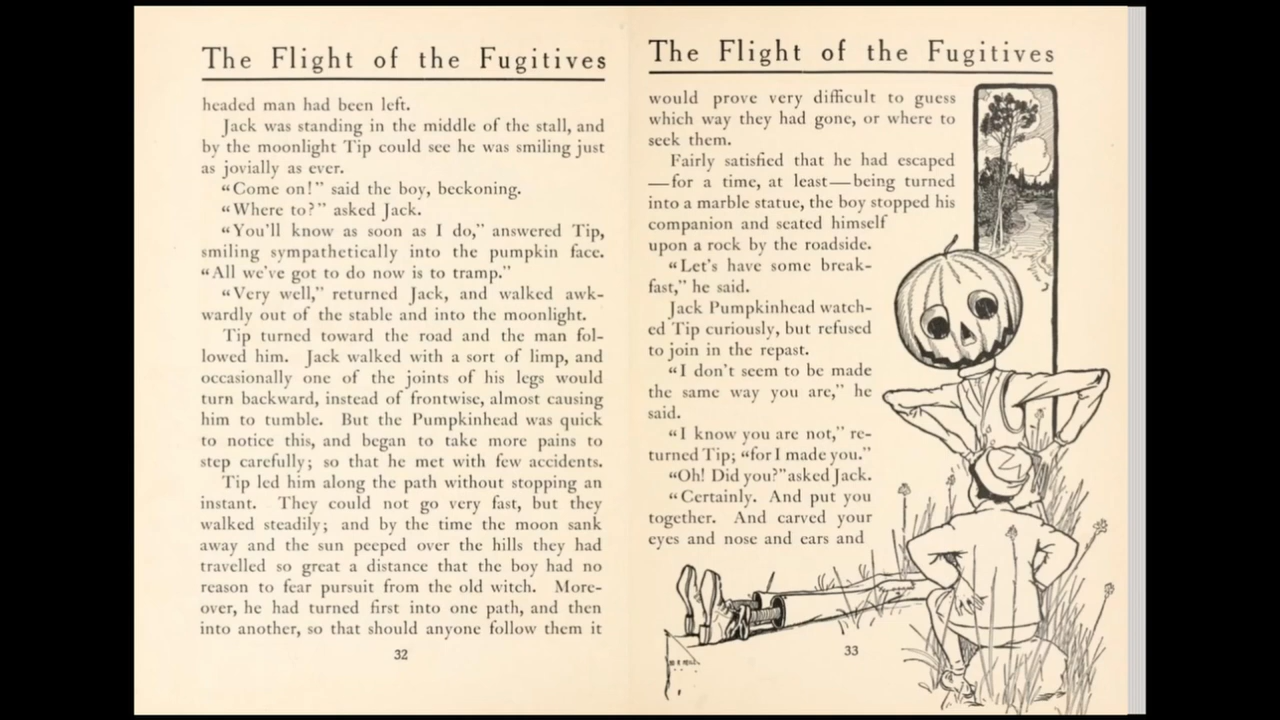 The Flight of the Fugitives
headed man had been left.
Jack was standing in the middle of the stall, and
by the moonlight Tip could see he was smiling just
as jovially as ever.
“Come on!” said the boy, beckoning.
“Where to?” asked Jack.
“You’ll know as soon as I do,” answered Tip,
smiling sympathetically into the pumpkin face.
“All we’ve got to do now is to tramp.”
“Very well,” returned Jack, and walked awk-
wardly out of the stable and into the moonlight.
Tip turned toward the road and the man fol-
lowed him. Jack walked with a sort of limp, and
occasionally one of the joints of his legs would
turn backward, instead of frontwise, almost causing
him to tumble. But the Pumpkinhead was quick
to notice this, and began to take more pains to
step carefully; so that he met with few accidents.
Tip led him along the path without stopping an
instant. They could not go very fast, but they
walked steadily; and by the time the moon sank
away and the sun peeped over the hills they had
travelled so great a distance that the boy had no
reason to fear pursuit from the old witch. More-
over, he had turned first into one path, and then
into another, so that should anyone follow them it
32
The Flight of the Fugitives
would prove very difficult to guess
which way they had gone, or where to
seek them.
Fairly satisfied that he had escaped
—for a time, at least—being turned
into a marble statue, the boy stopped his
companion and seated himself
upon a rock by the roadside.
“Let’s have some break-
fast,” he said.
Jack Pumpkinhead watch-
ed Tip curiously, but refused
to join in the repast.
“I don’t seem to be made
the same way you are,” he
said.
“I know you are not,” re-
turned Tip; “for I made you.”
“Oh! Did you?” asked Jack.
“Certainly. And put you
together. And carved your
eyes and nose and ears and
33